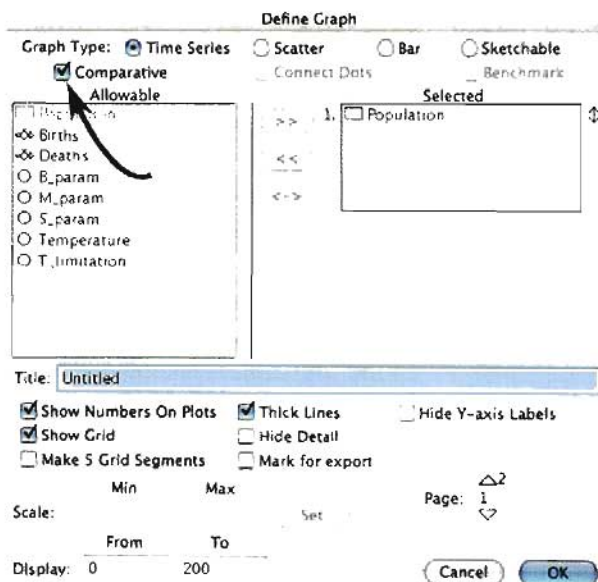 Define Graph
Graph Type: Time Series Scatter Bar Sketchable
Comparative Connect Dots Benchmark
Allowable Selected
1. Population
>>
Births
Deaths
<<
B_param
M_param
<->
S_param
Temperature
T_limitation
Title: Untitled
Show Numbers On Plots Thick Lines Hide Y-axis Labels
Show Grid Hide Detail
Make 5 Grid Segments Mark for export
Min Max
Page: 1
2
Scale: Set
From To
Display: 0 200
Cancel OK